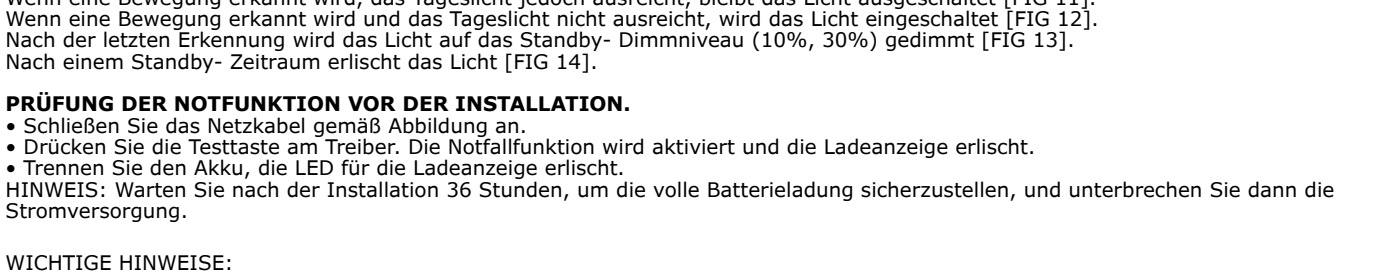 Wenn eine Bewegung erkannt wird, das Tageslicht jedoch ausreicht, bleibt das Licht ausgeschaltet [FIG 11].
Wenn eine Bewegung erkannt wird und das Tageslicht nicht ausreicht, wird das Licht eingeschaltet [FIG 12].
Nach der letzten Erkennung wird das Licht auf das Standby- Dimmniveau (10%, 30%) gedimmt [FIG 13].
Nach einem Standby- Zeitraum erlischt das Licht [FIG 14].
PRÜFUNG DER NOTFUNKTION VOR DER INSTALLATION.
• Schließen Sie das Netzkabel gemäß Abbildung an.
• Drücken Sie die Testtaste am Treiber. Die Notfallfunktion wird aktiviert und die Ladeanzeige erlischt.
• Trennen Sie den Akku, die LED für die Ladeanzeige erlischt.
HINWEIS: Warten Sie nach der Installation 36 Stunden, um die volle Batterieladung sicherzustellen, und unterbrechen Sie dann die
Stromversorgung.
WICHTIGE HINWEISE: